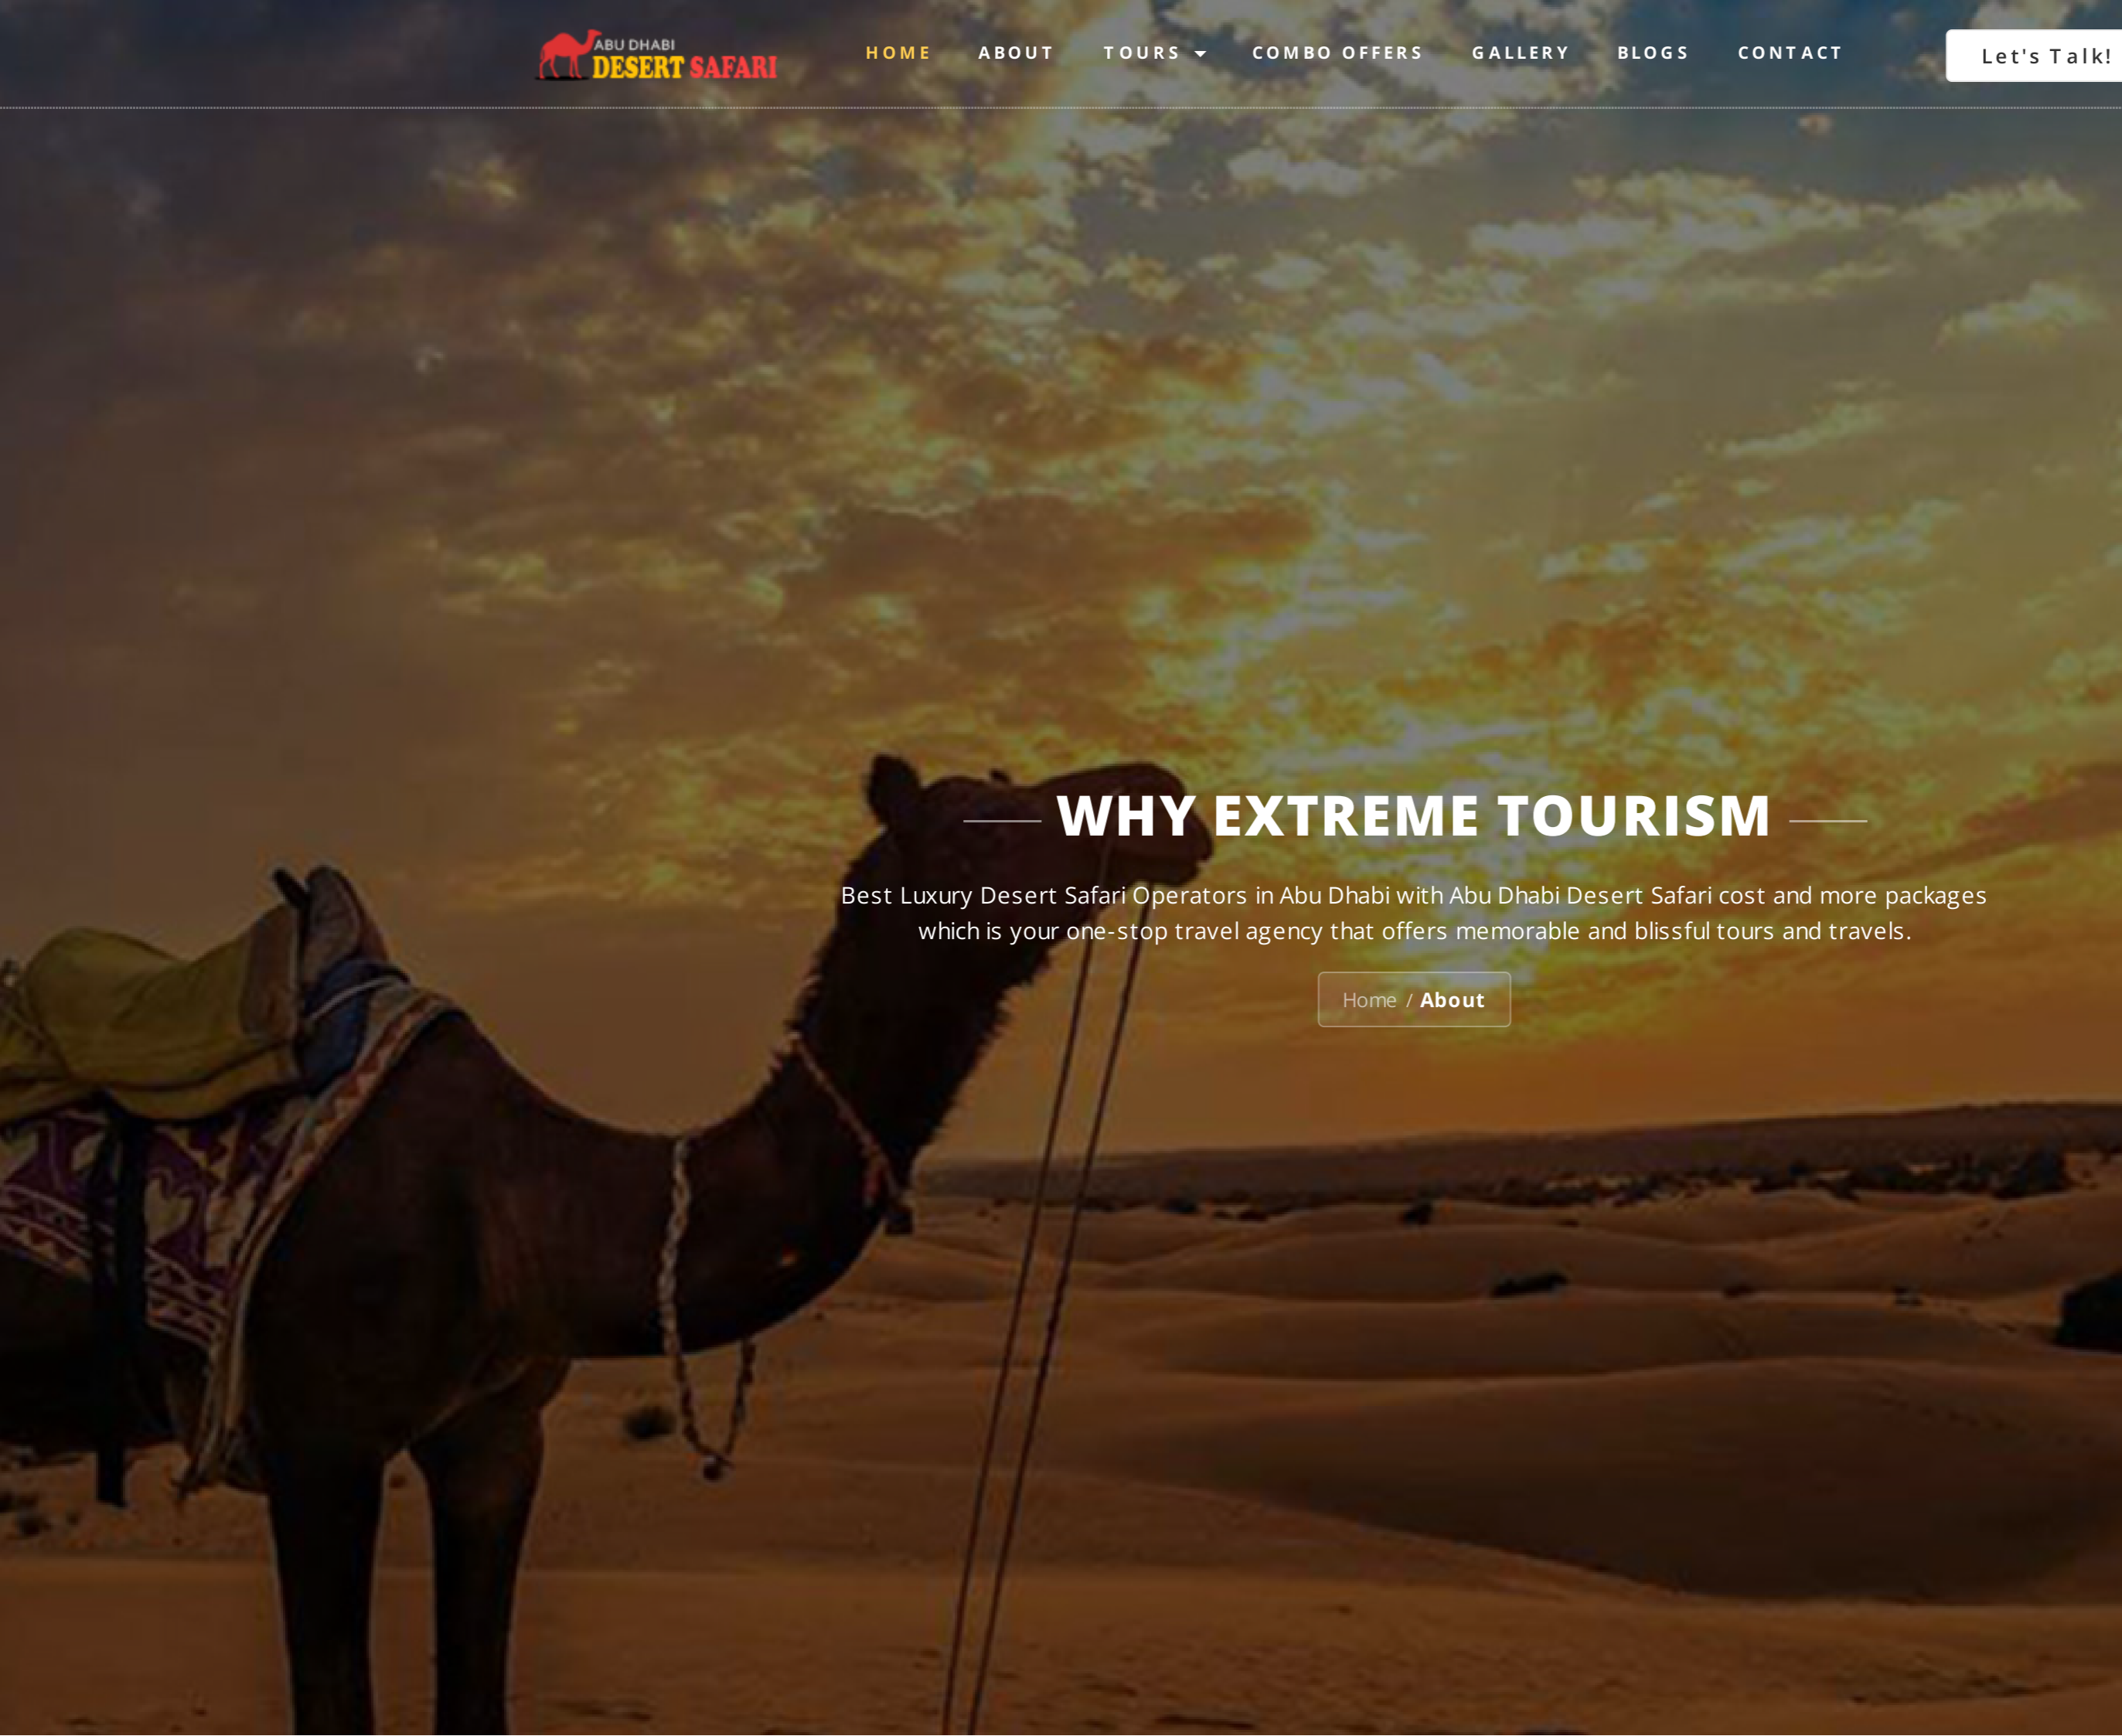 ABU DHABI
DESERT SAFARI
HOME ABOUT TOURS COMBO OFFERS GALLERY BLOGS CONTACT Let's Talk!
WHY EXTREME TOURISM
Best Luxury Desert Safari Operators in Abu Dhabi with Abu Dhabi Desert Safari cost and more packages
which is your one-stop travel agency that offers memorable and blissful tours and travels.
Home / About